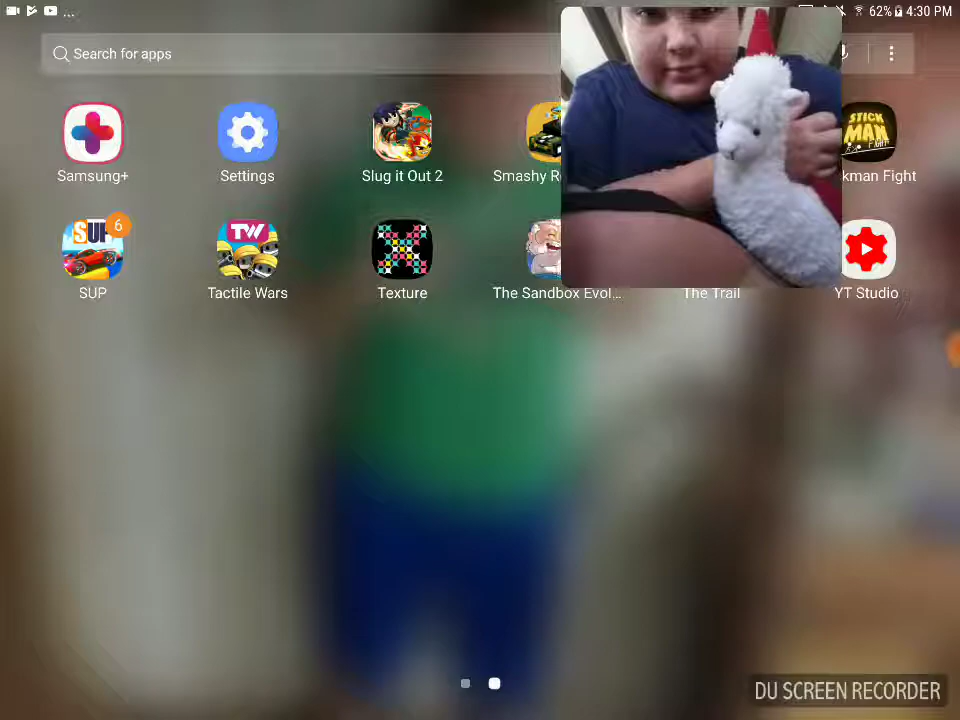 ... 62% 4:30 PM
Search for apps
STICK
MAN
FIGHT
Samsung+ Settings Slug it Out 2 Smashy R kman Fight
6
SUP TW
SUP Tactile Wars Texture The Sandbox Evol... The Trail YT Studio
DU SCREEN RECORDER